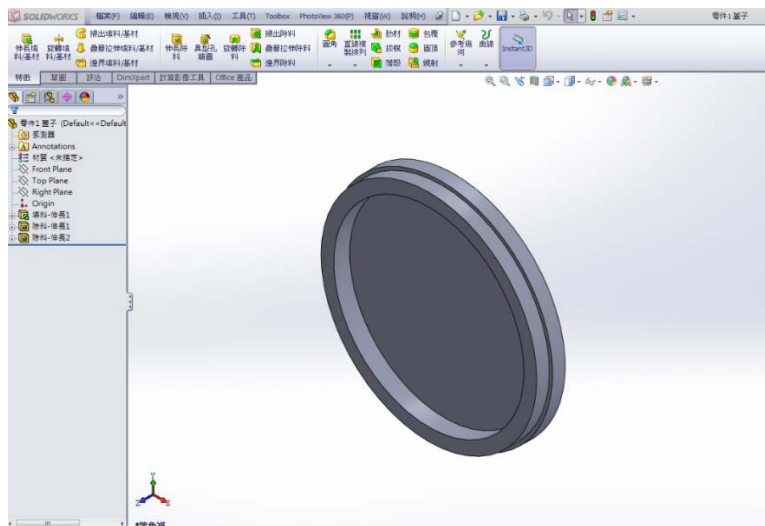 SOLIDWORKS 檔案(F) 編輯(E) 檢視(V) 插入(I) 工具(T) Toolbox PhotoView 360(P) 視窗(W) 說明(H) 零件1 蓋子
掃出填料/基材 掃出除料 肋材 包覆
伸長填料/基材 旋轉填料/基材 疊層拉伸填料/基材 伸長除料 異型孔精靈 旋轉除料 疊層拉伸除料 圓角 直線複製排列 拔模 圓頂 參考幾何 曲線 Instant3D
邊界填料/基材 邊界除料 薄殼 鏡射
特徵 草圖 評估 DimXpert 計算影像工具 Office 產品
零件1 蓋子 (Default<<Default
感測器
Annotations
材質 <未指定>
Front Plane
Top Plane
Right Plane
Origin
填料-伸長1
除料-伸長1
除料-伸長2
Y
Z
X
*等角視